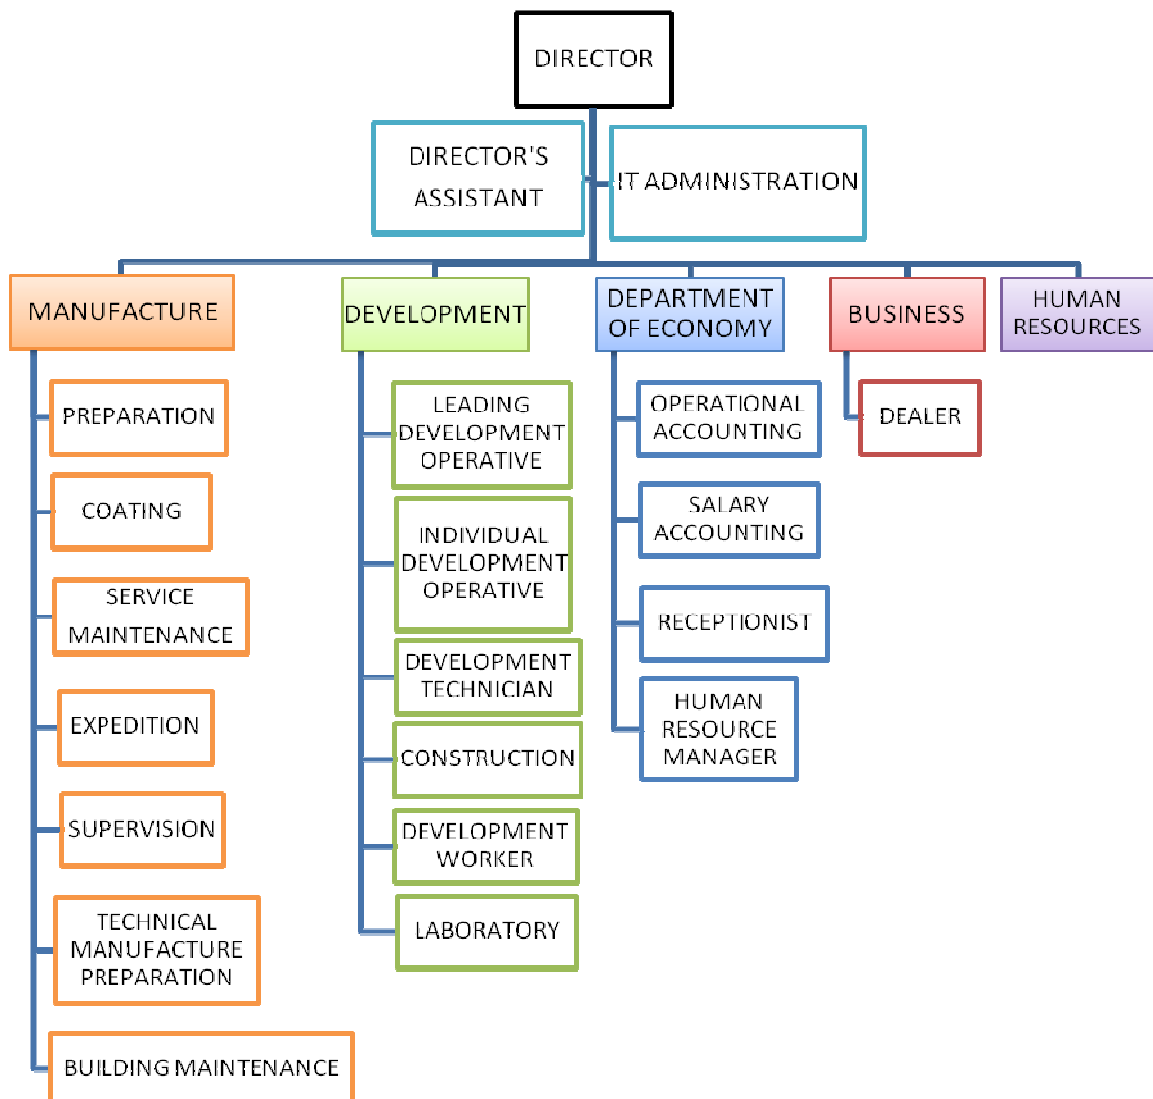 DIRECTOR
DIRECTOR'S
ASSISTANT
IT ADMINISTRATION
MANUFACTURE
DEVELOPMENT
DEPARTMENT
OF ECONOMY
BUSINESS
HUMAN
RESOURCES
PREPARATION
COATING
SERVICE
MAINTENANCE
EXPEDITION
SUPERVISION
TECHNICAL
MANUFACTURE
PREPARATION
BUILDING MAINTENANCE
LEADING
DEVELOPMENT
OPERATIVE
INDIVIDUAL
DEVELOPMENT
OPERATIVE
DEVELOPMENT
TECHNICIAN
CONSTRUCTION
DEVELOPMENT
WORKER
LABORATORY
OPERATIONAL
ACCOUNTING
SALARY
ACCOUNTING
RECEPTIONIST
HUMAN
RESOURCE
MANAGER
DEALER